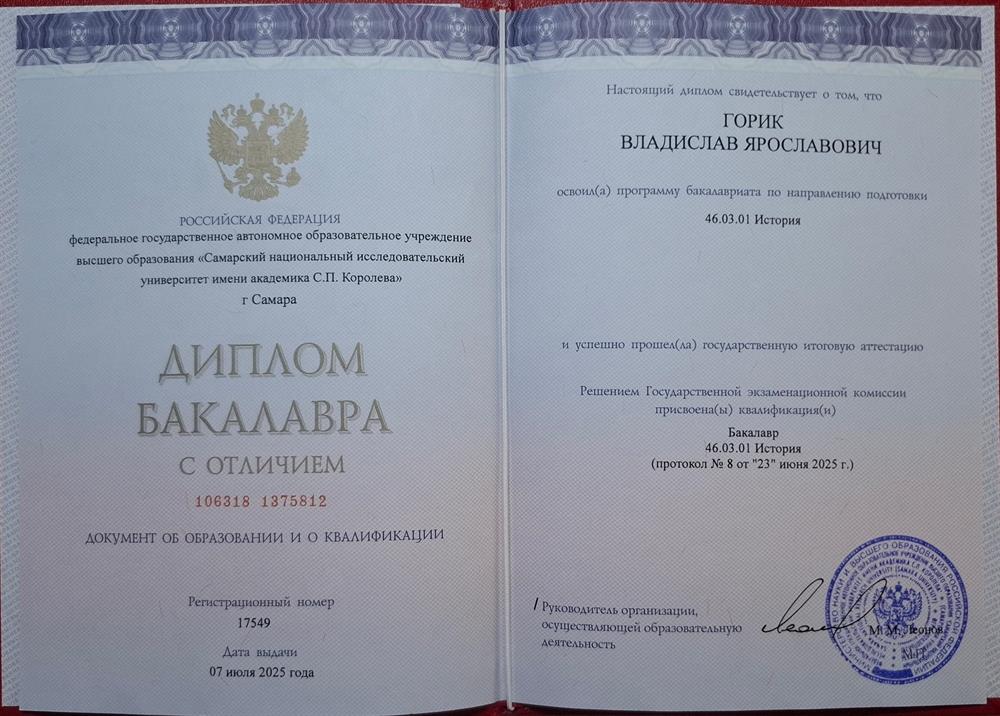 РОССИЙСКАЯ ФЕДЕРАЦИЯ
федеральное государственное автономное образовательное учреждение
высшего образования «Самарский национальный исследовательский
университет имени академика С.П. Королева»
г Самара
ДИПЛОМ
БАКАЛАВРА
С ОТЛИЧИЕМ
106318 1375812
ДОКУМЕНТ ОБ ОБРАЗОВАНИИ И О КВАЛИФИКАЦИИ
Регистрационный номер
17549
Дата выдачи
07 июля 2025 года
Настоящий диплом свидетельствует о том, что
ГОРИК
ВЛАДИСЛАВ ЯРОСЛАВОВИЧ
освоил(а) программу бакалавриата по направлению подготовки
46.03.01 История
и успешно прошел(ла) государственную итоговую аттестацию
Решением Государственной экзаменационной комиссии
присвоена(ы) квалификация(и)
Бакалавр
46.03.01 История
(протокол № 8 от "23" июня 2025 г.)
/ Руководитель организации,
осуществляющей образовательную
деятельность
М. М. Леонов
М.П.